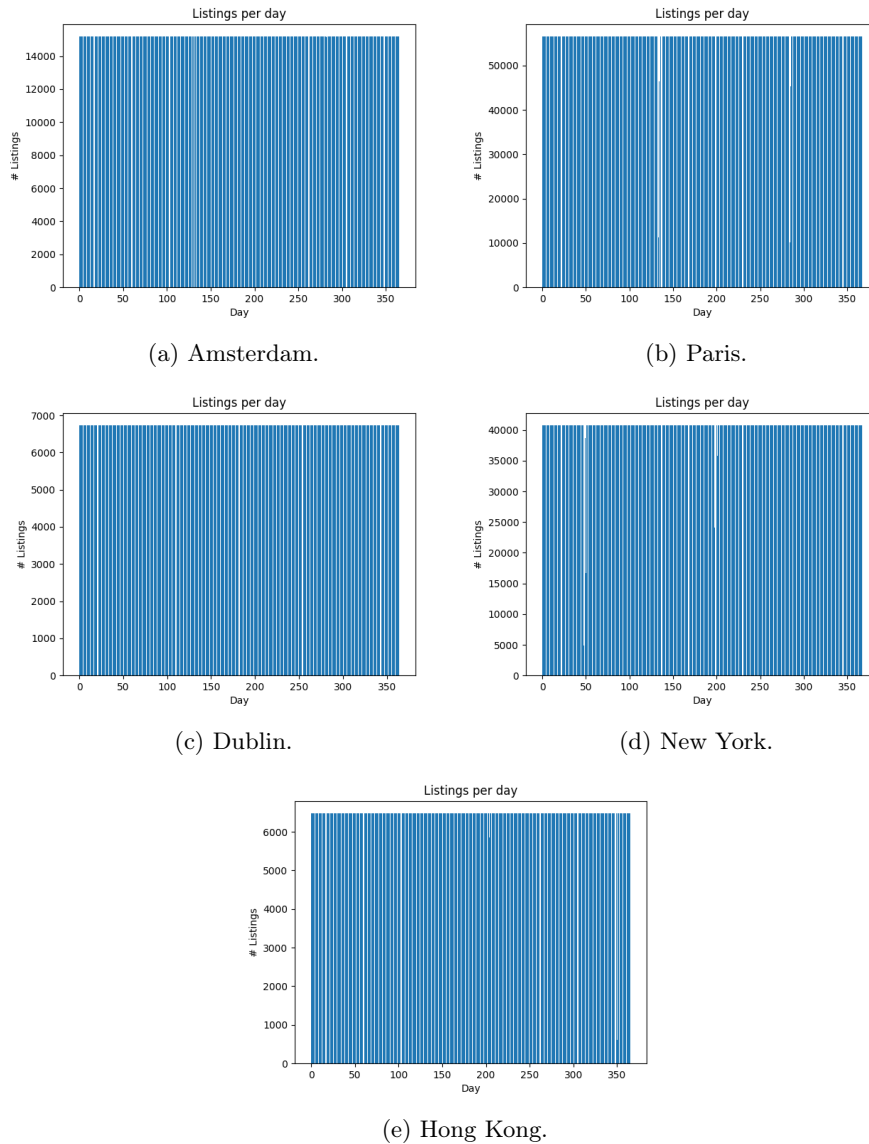 Listings per day
14000
12000
10000
8000
6000
4000
2000
0
# Listings
0 50 100 150 200 250 300 350
Day
(a) Amsterdam.
Listings per day
50000
40000
30000
20000
10000
0
# Listings
0 50 100 150 200 250 300 350
Day
(b) Paris.
Listings per day
7000
6000
5000
4000
3000
2000
1000
0
# Listings
0 50 100 150 200 250 300 350
Day
(c) Dublin.
Listings per day
40000
35000
30000
25000
20000
15000
10000
5000
0
# Listings
0 50 100 150 200 250 300 350
Day
(d) New York.
Listings per day
6000
5000
4000
3000
2000
1000
0
# Listings
0 50 100 150 200 250 300 350
Day
(e) Hong Kong.